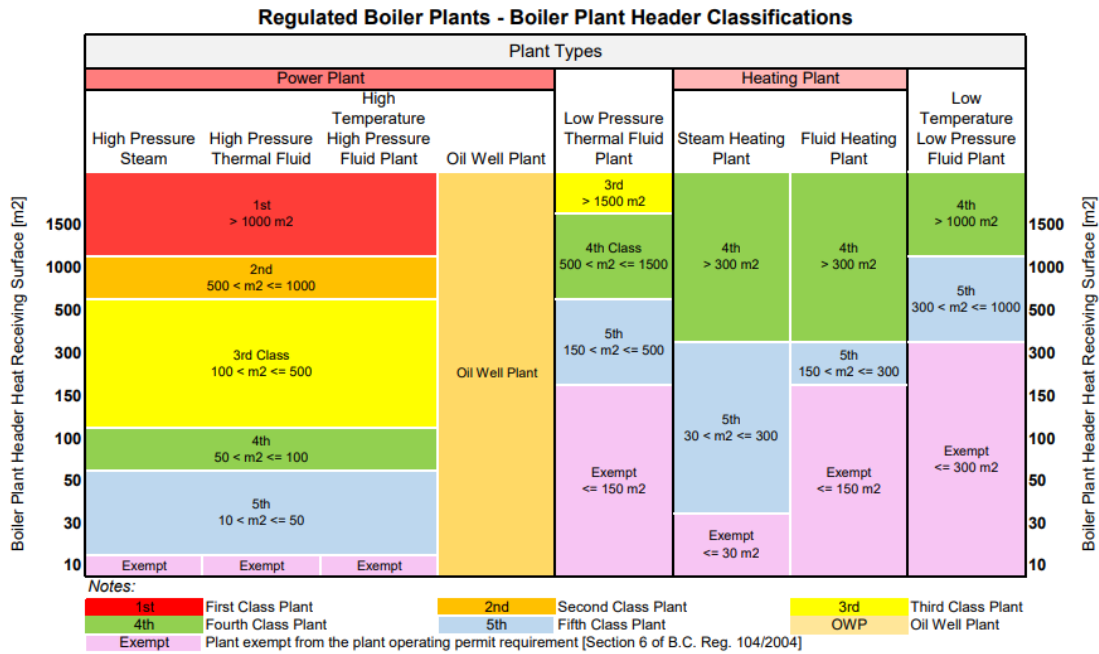 Regulated Boiler Plants - Boiler Plant Header Classifications
Plant Types
Power Plant
Heating Plant
High Pressure
Steam
High Pressure
Thermal Fluid
High
Temperature
High Pressure
Fluid Plant
Oil Well Plant
Low Pressure
Thermal Fluid
Plant
Steam Heating
Plant
Fluid Heating
Plant
Low
Temperature
Low Pressure
Fluid Plant
Boiler Plant Header Heat Receiving Surface [m2]
1500
1000
500
300
150
100
50
30
10
1st
> 1000 m2
2nd
500 < m2 <= 1000
3rd Class
100 < m2 <= 500
4th
50 < m2 <= 100
5th
10 < m2 <= 50
Exempt
Exempt
Exempt
Oil Well Plant
3rd
> 1500 m2
4th Class
500 < m2 <= 1500
5th
150 < m2 <= 500
Exempt
<= 150 m2
4th
> 300 m2
5th
30 < m2 <= 300
Exempt
<= 30 m2
4th
> 300 m2
5th
150 < m2 <= 300
Exempt
<= 150 m2
4th
> 1000 m2
5th
300 < m2 <= 1000
Exempt
<= 300 m2
1500
1000
500
300
150
100
50
30
10
Boiler Plant Header Heat Receiving Surface [m2]
Notes:
1st First Class Plant 2nd Second Class Plant 3rd Third Class Plant
4th Fourth Class Plant 5th Fifth Class Plant OWP Oil Well Plant
Exempt Plant exempt from the plant operating permit requirement [Section 6 of B.C. Reg. 104/2004]